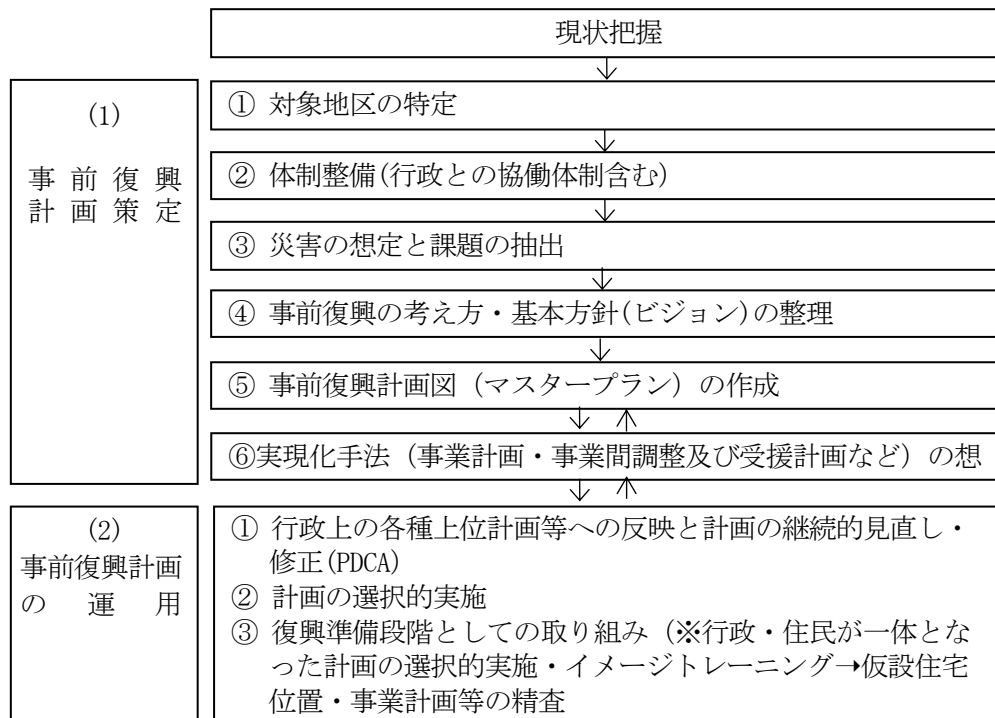 現状把握
(1)
事前復興
計画策定
① 対象地区の特定
② 体制整備(行政との協働体制含む)
③ 災害の想定と課題の抽出
④ 事前復興の考え方・基本方針(ビジョン)の整理
⑤ 事前復興計画図（マスタープラン）の作成
⑥実現化手法（事業計画・事業間調整及び受援計画など）の想
(2)
事前復興計画
の運用
① 行政上の各種上位計画等への反映と計画の継続的見直し・
修正(PDCA)
② 計画の選択的実施
③ 復興準備段階としての取り組み（※行政・住民が一体とな
った計画の選択的実施・イメージトレーニング→仮設住宅
位置・事業計画等の精査